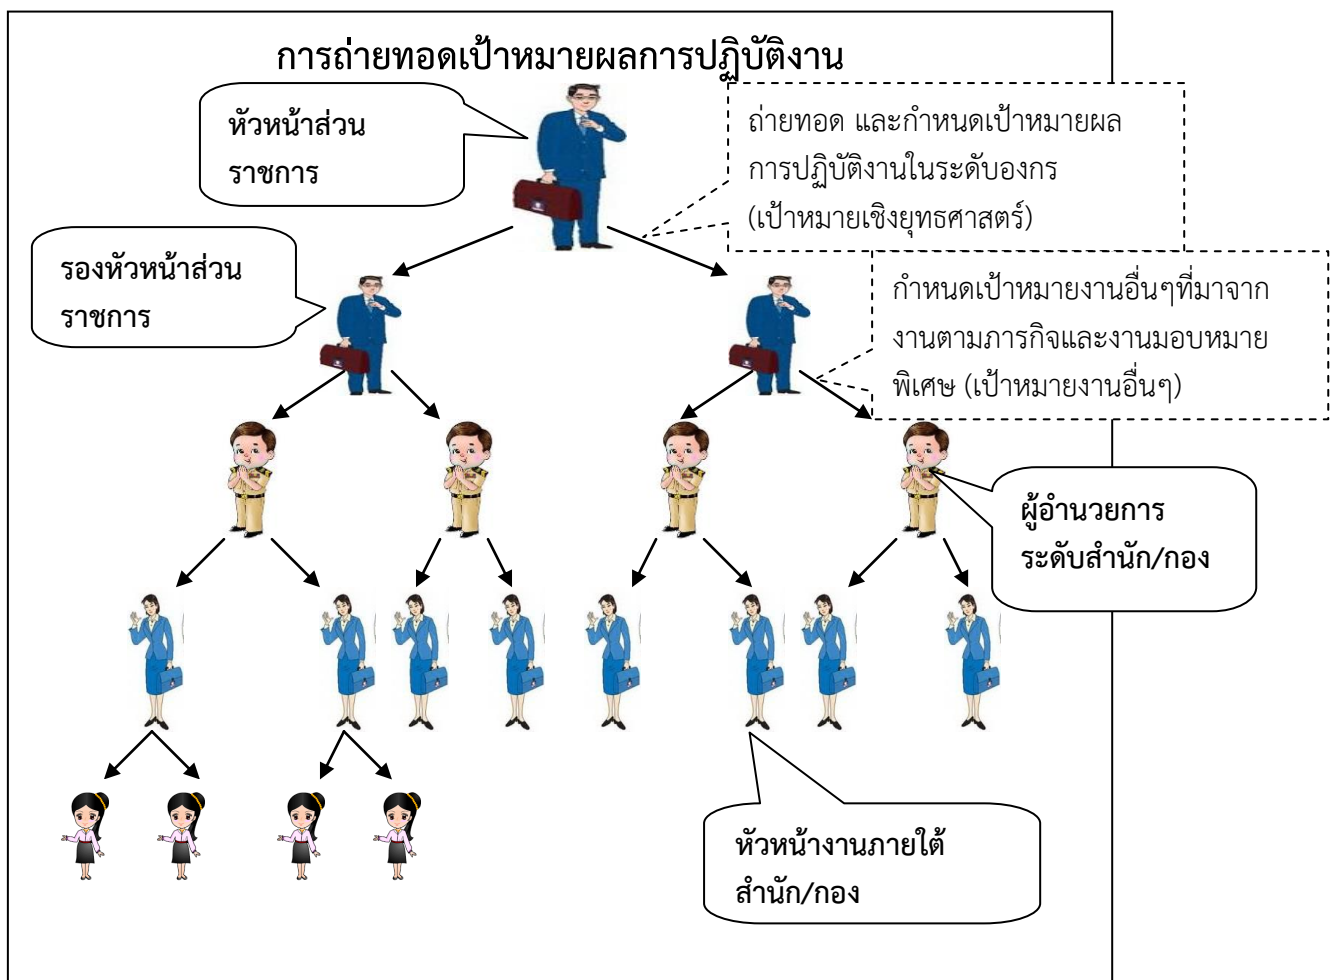 การถ่ายทอดเป้าหมายผลการปฏิบัติงาน
หัวหน้าส่วน
ราชการ
ถ่ายทอด และกำหนดเป้าหมายผล
การปฏิบัติงานในระดับองกร
(เป้าหมายเชิงยุทธศาสตร์)
รองหัวหน้าส่วน
ราชการ
กำหนดเป้าหมายงานอื่นๆที่มาจาก
งานตามภารกิจและงานมอบหมาย
พิเศษ (เป้าหมายงานอื่นๆ)
ผู้อำนวยการ
ระดับสำนัก/กอง
หัวหน้างานภายใต้
สำนัก/กอง